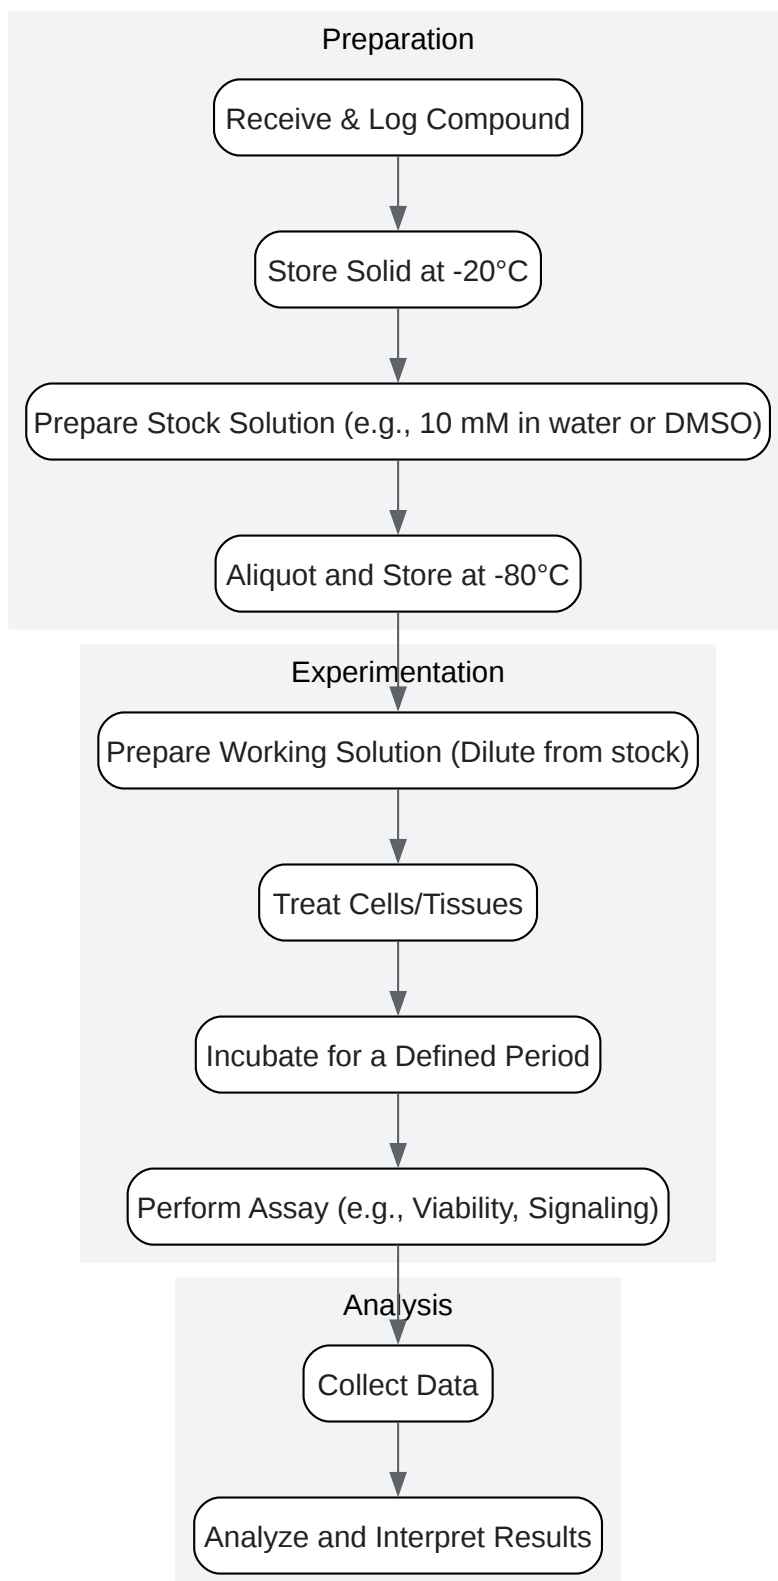 Preparation
Receive & Log Compound
Store Solid at -20°C
Prepare Stock Solution (e.g., 10 mM in water or DMSO)
Aliquot and Store at -80°C
Experimentation
Prepare Working Solution (Dilute from stock)
Treat Cells/Tissues
Incubate for a Defined Period
Perform Assay (e.g., Viability, Signaling)
Analysis
Collect Data
Analyze and Interpret Results